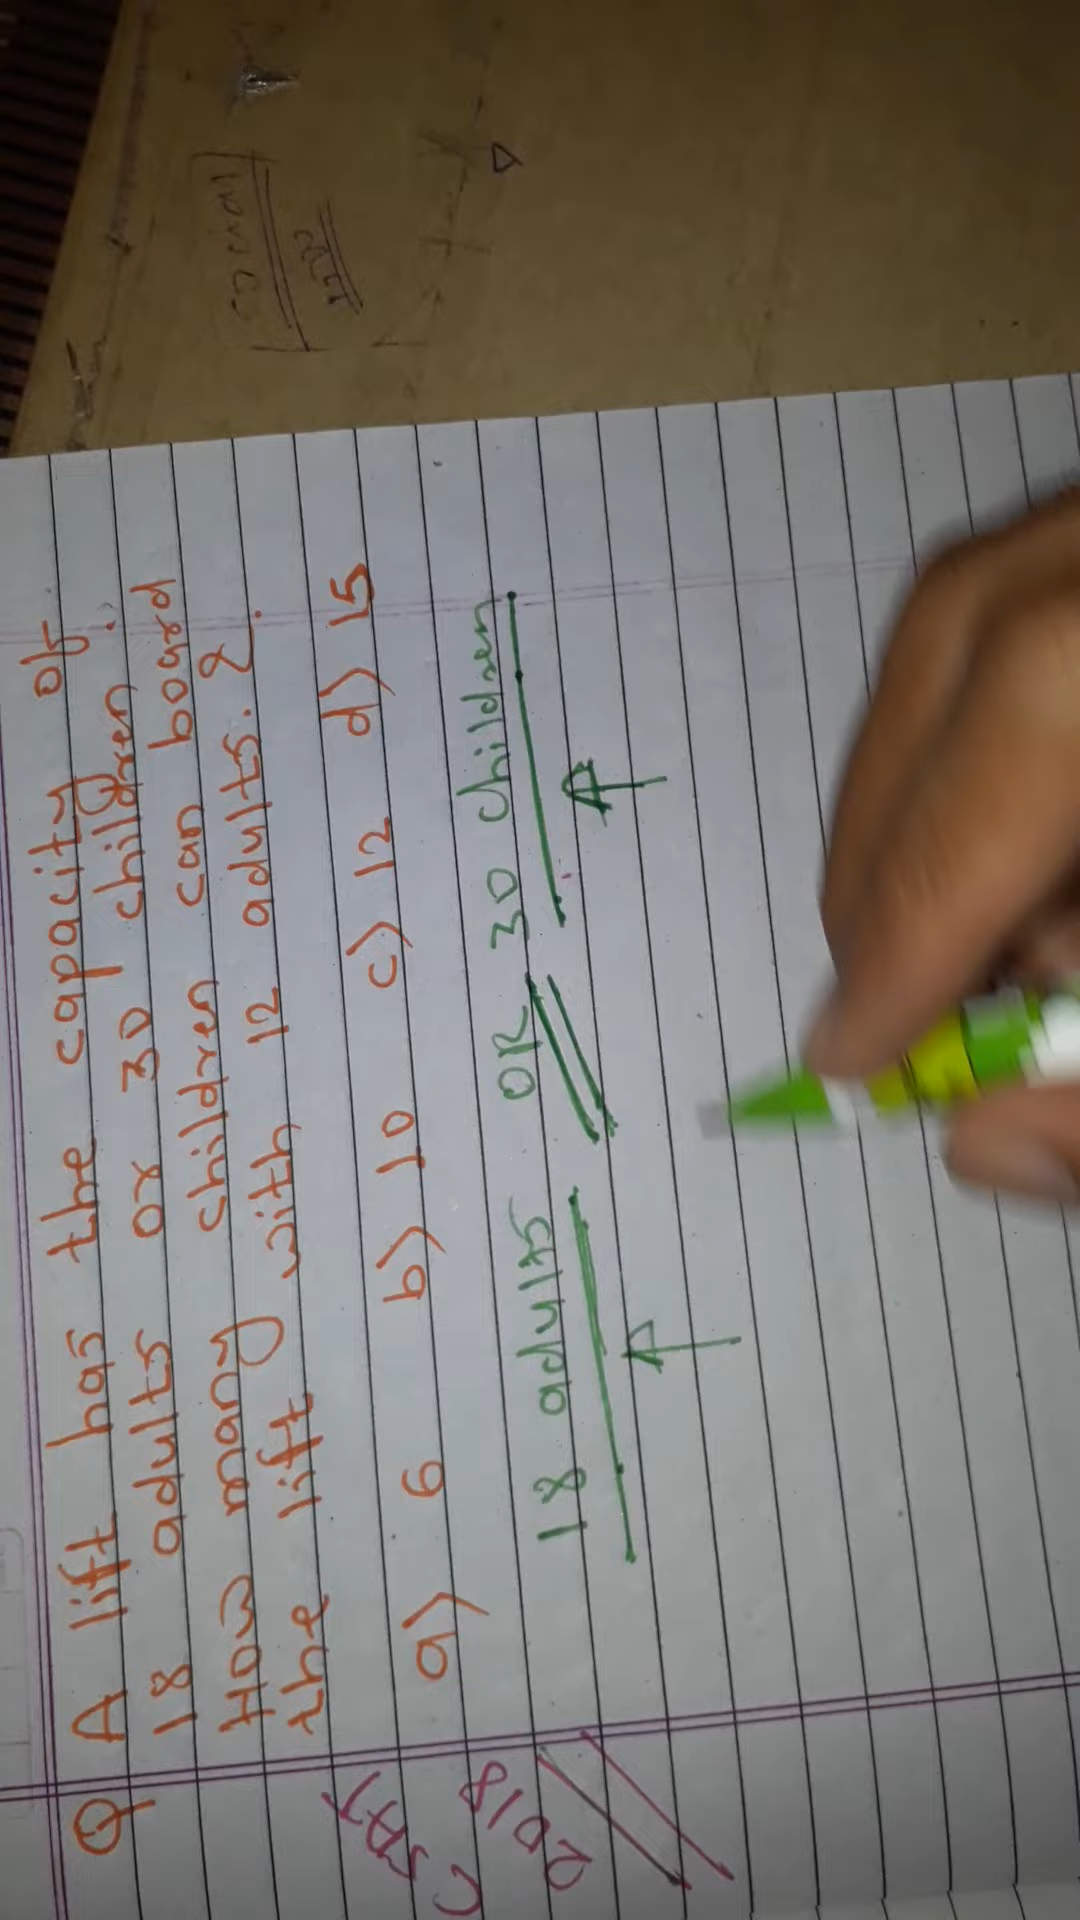 Q A lift has the capacity of
18 adults or 30 children.
How many children can board
the lift with 12 adults. ?
a) 6 b) 10 c) 12 d) 15
CSAT
2018
18 adults OR 30 children